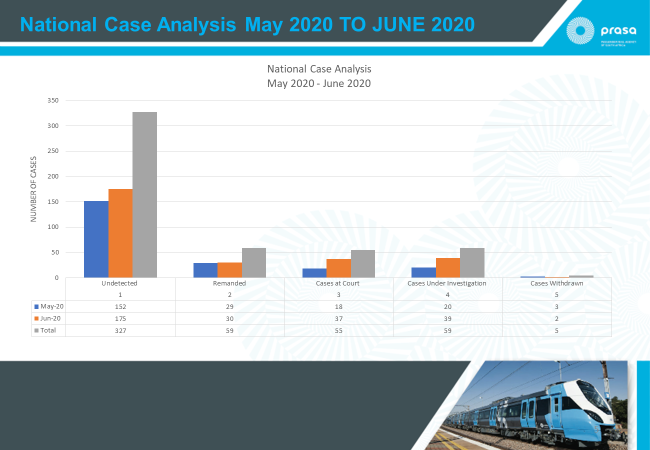 National Case Analysis May 2020 TO JUNE 2020
prasa
National Case Analysis
May 2020 - June 2020
NUMBER OF CASES
350
300
250
200
150
100
50
0
Undetected Remanded Cases at Court Cases Under Investigation Cases Withdrawn
1 2 3 4 5
May-20 152 29 18 20 3
Jun-20 175 30 37 39 2
Total 327 59 55 59 5